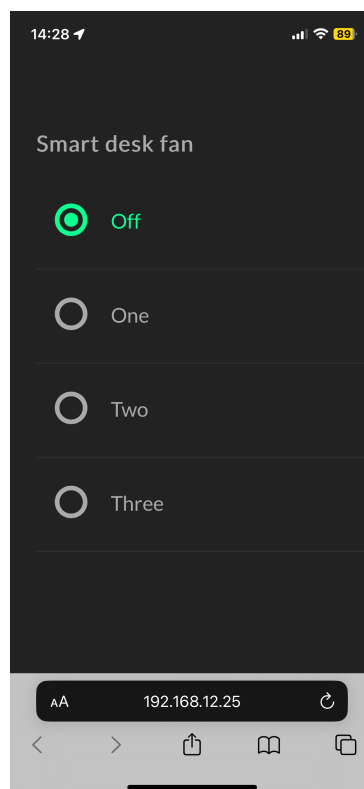 14:28
89
Smart desk fan
Off
One
Two
Three
AA 192.168.12.25